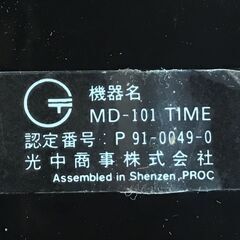 機器名
MD-101 TIME
認定番号: P 91-0049-0
光中商事株式会社
Assembled in Shenzen, PROC